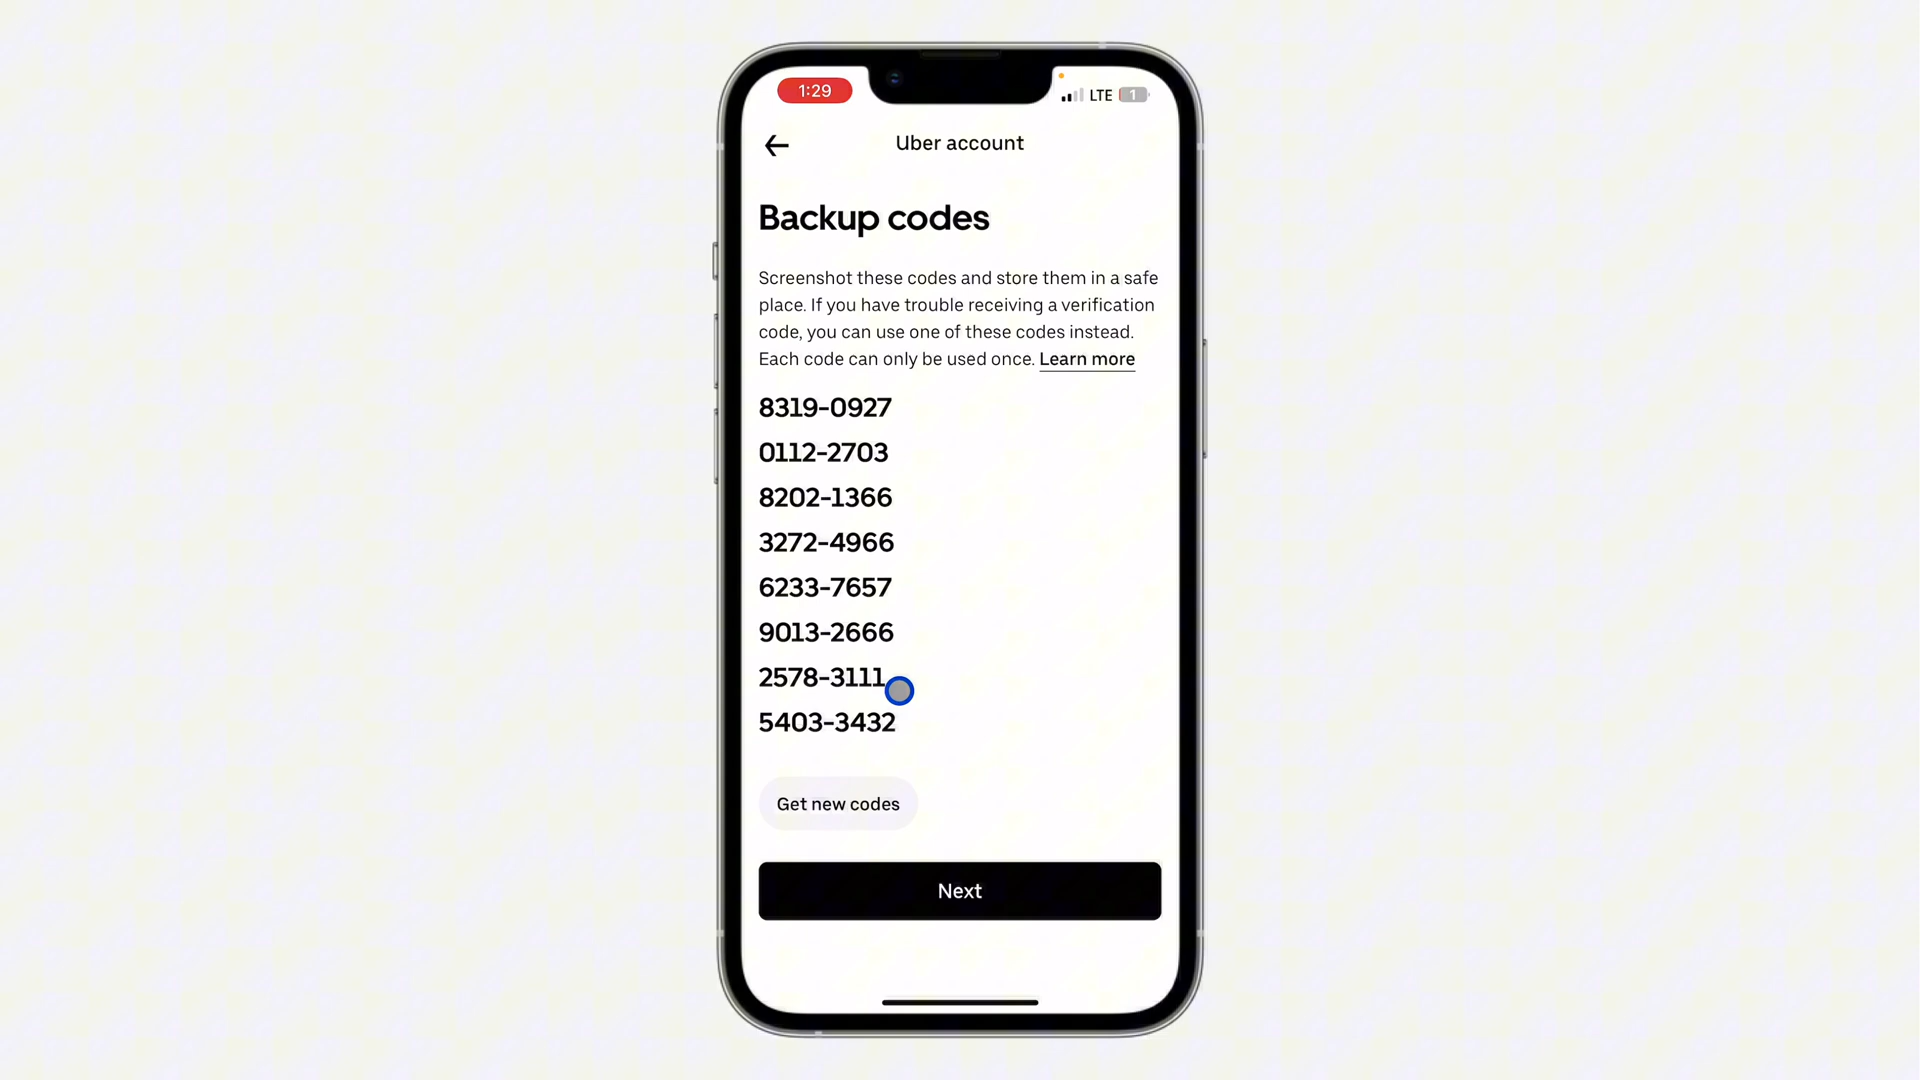 1:29
LTE 1
Uber account
Backup codes
Screenshot these codes and store them in a safe
place. If you have trouble receiving a verification
code, you can use one of these codes instead.
Each code can only be used once. Learn more
8319-0927
0112-2703
8202-1366
3272-4966
6233-7657
9013-2666
2578-3111
5403-3432
Get new codes
Next